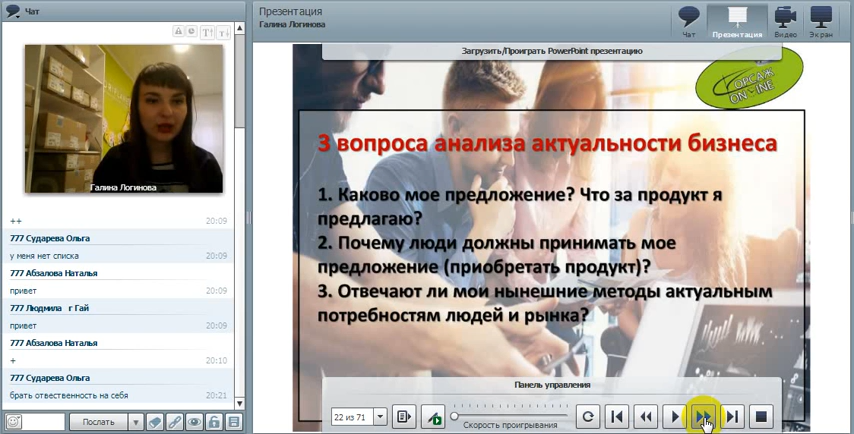 Чат
Галина Логинова
++ 20:09
777 Сударева Ольга
у меня нет списка 20:09
777 Абзалова Наталья
привет 20:09
777 Людмила г Гай
привет 20:09
777 Абзалова Наталья
+ 20:10
777 Сударева Ольга
брать отвественность на себя 20:21
Послать
Презентация
Галина Логинова
Чат
Презентация
Видео
Экран
Загрузить/Проиграть PowerPoint презентацию
ОРСАЖ
ON-LINE
3 вопроса анализа актуальности бизнеса
1. Каково мое предложение? Что за продукт я
предлагаю?
2. Почему люди должны принимать мое
предложение (приобретать продукт)?
3. Отвечают ли мои нынешние методы актуальным
потребностям людей и рынка?
Панель управления
22 из 71
Скорость проигрывания